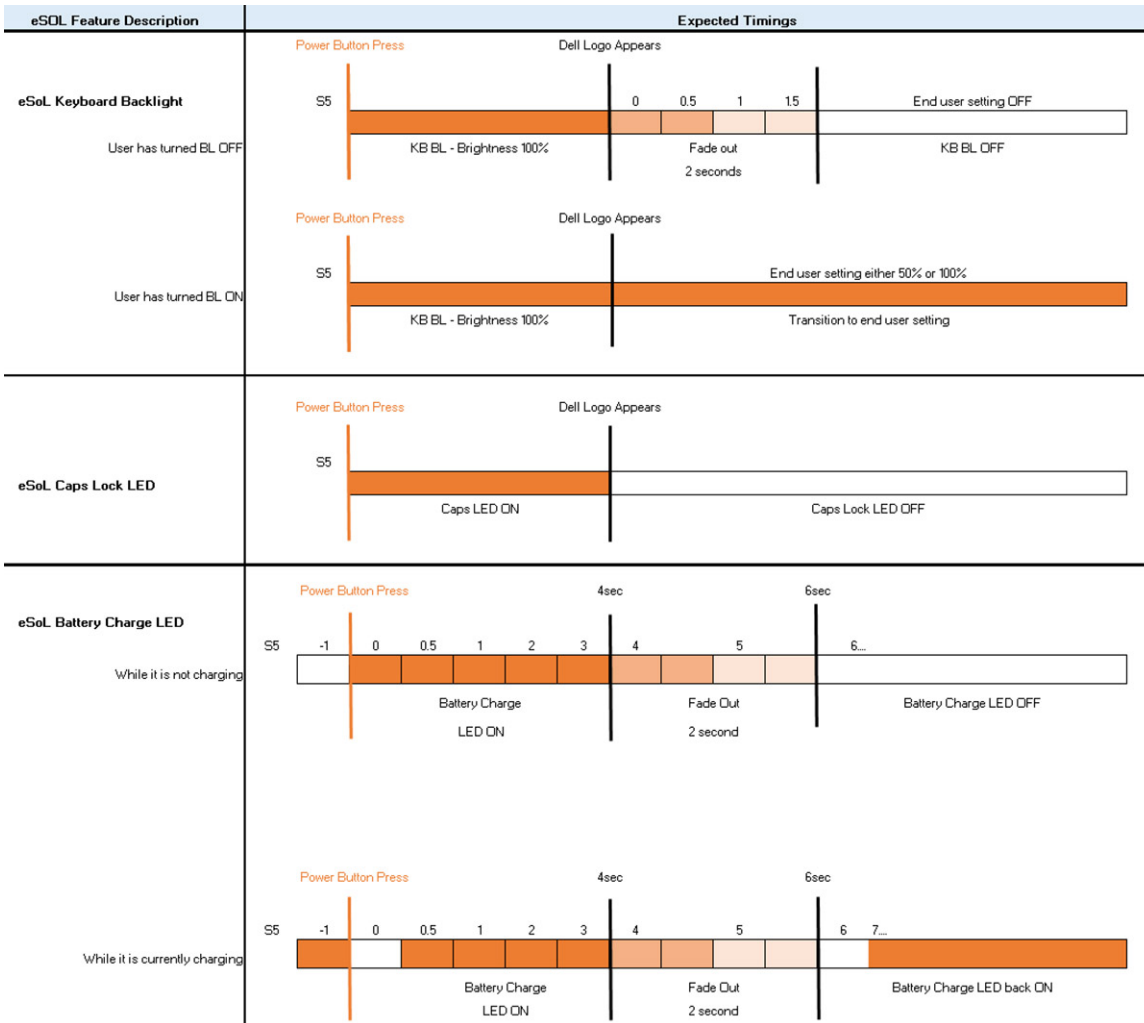 eSOL Feature Description
Expected Timings
Power Button Press
Dell Logo Appears
eSoL Keyboard Backlight
S5
0 0.5 1 1.5
End user setting OFF
User has turned BL OFF
KB BL - Brightness 100%
Fade out
KB BL OFF
2 seconds
Power Button Press
Dell Logo Appears
S5
End user setting either 50% or 100%
User has turned BL ON
KB BL - Brightness 100%
Transition to end user setting
Power Button Press
Dell Logo Appears
S5
eSoL Caps Lock LED
Caps LED ON
Caps Lock LED OFF
Power Button Press
4sec
6sec
eSoL Battery Charge LED
S5
-1 0 0.5 1 2 3 4 5 6...
While it is not charging
Battery Charge
LED ON
Fade Out
2 second
Battery Charge LED OFF
Power Button Press
4sec
6sec
S5
-1 0 0.5 1 2 3 4 5 6 7...
While it is currently charging
Battery Charge
LED ON
Fade Out
2 second
Battery Charge LED back ON